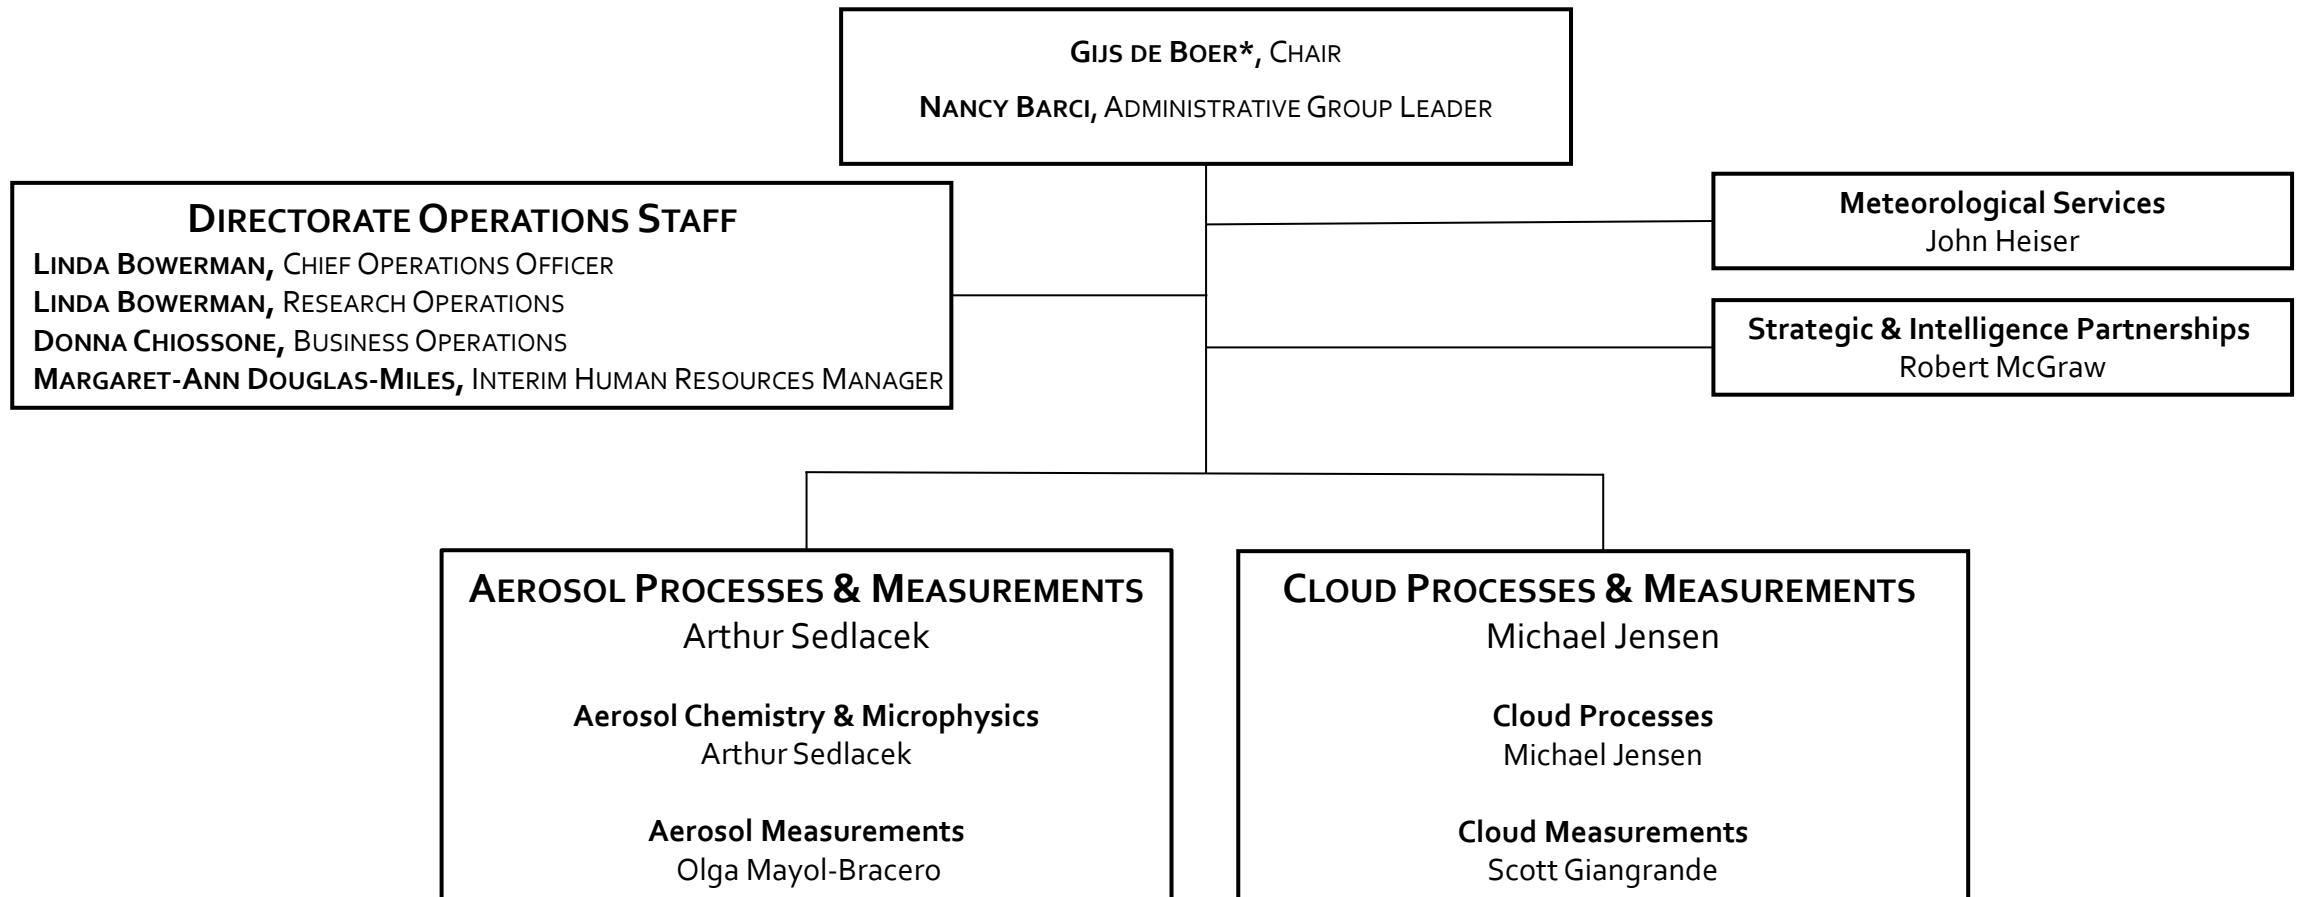 Gijs de Boer*, Chair
Nancy Barci, Administrative Group Leader
Directorate Operations Staff
Linda Bowerman, Chief Operations Officer
Linda Bowerman, Research Operations
Donna Chiossone, Business Operations
Margaret-Ann Douglas-Miles, Interim Human Resources Manager
Meteorological Services
John Heiser
Strategic & Intelligence Partnerships
Robert McGraw
Aerosol Processes & Measurements
Arthur Sedlacek
Aerosol Chemistry & Microphysics
Arthur Sedlacek
Aerosol Measurements
Olga Mayol-Bracero
Cloud Processes & Measurements
Michael Jensen
Cloud Processes
Michael Jensen
Cloud Measurements
Scott Giangrande